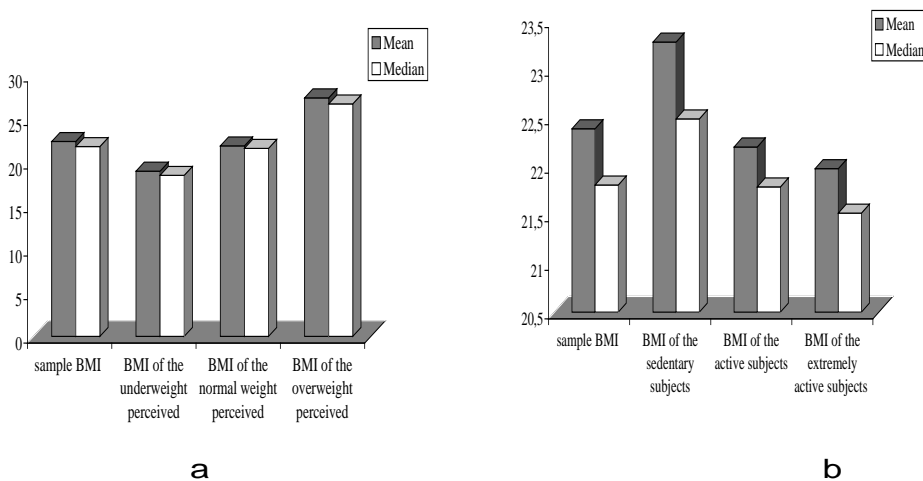 Mean
Median
30
25
20
15
10
5
0
sample BMI
BMI of the
underweight
perceived
BMI of the
normal weight
perceived
BMI of the
overweight
perceived
a
Mean
Median
23,5
23
22,5
22
21,5
21
20,5
sample BMI
BMI of the
sedentary
subjects
BMI of the
active subjects
BMI of the
extremely
active subjects
b